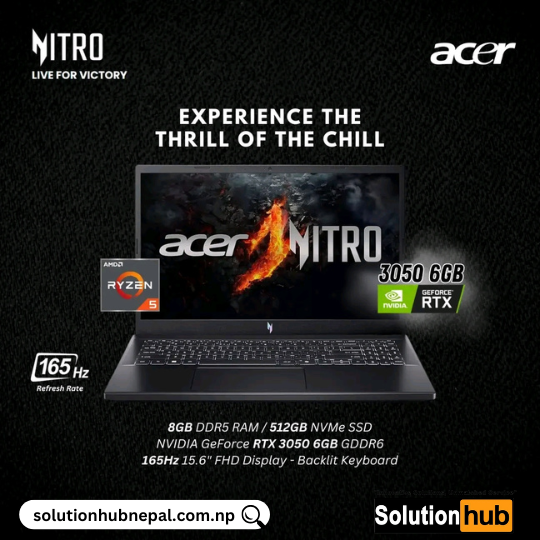 NITRO
LIVE FOR VICTORY
acer
EXPERIENCE THE
THRILL OF THE CHILL
acer NITRO
AMD
RYZEN
5
3050 6GB
NVIDIA
GEFORCE
RTX
165 Hz
Refresh Rate
8GB DDR5 RAM / 512GB NVMe SSD
NVIDIA GeForce RTX 3050 6GB GDDR6
165Hz 15.6" FHD Display - Backlit Keyboard
solutionhubnepal.com.np
Solution hub